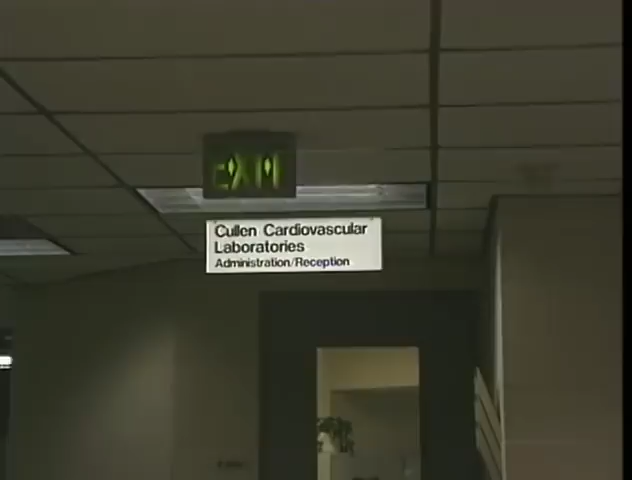 EXIT
Cullen Cardiovascular
Laboratories
Administration/Reception